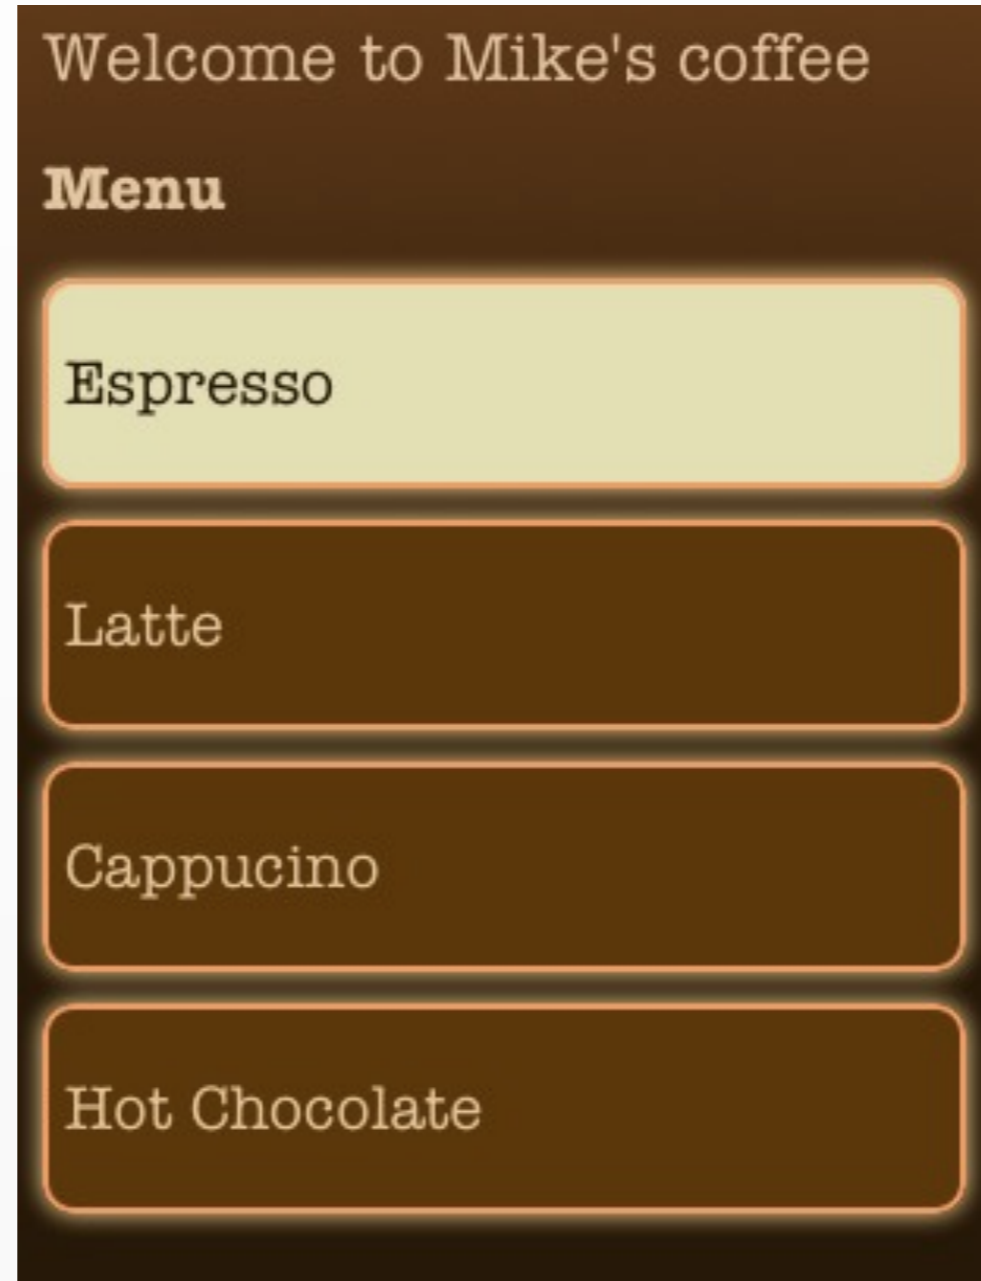 Welcome to Mike's coffee
Menu
Espresso
Latte
Cappucino
Hot Chocolate